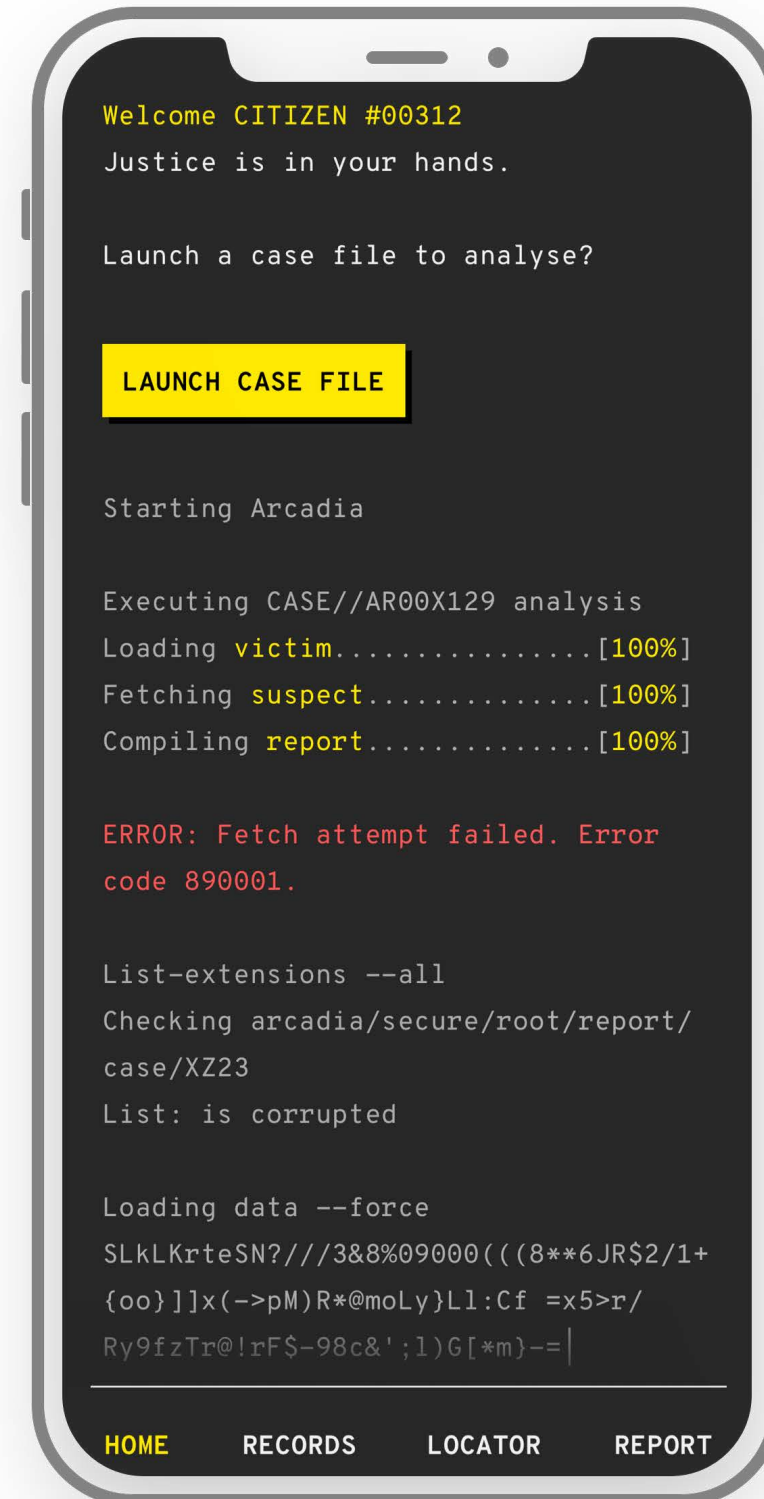 Welcome CITIZEN #00312
Justice is in your hands.
Launch a case file to analyse?
LAUNCH CASE FILE
Starting Arcadia
Executing CASE//AR00X129 analysis
Loading victim................[100%]
Fetching suspect..............[100%]
Compiling report..............[100%]
ERROR: Fetch attempt failed. Error
code 890001.
List-extensions --all
Checking arcadia/secure/root/report/
case/XZ23
List: is corrupted
Loading data --force
SLkLKrteSN?///3&8%09000(((8**6JR$2/1+
{oo}]]x(->pM)R*@moLy}Ll:Cf =x5>r/
Ry9fzTr@!rF$-98c&';l)G[*m}-=|
HOME RECORDS LOCATOR REPORT